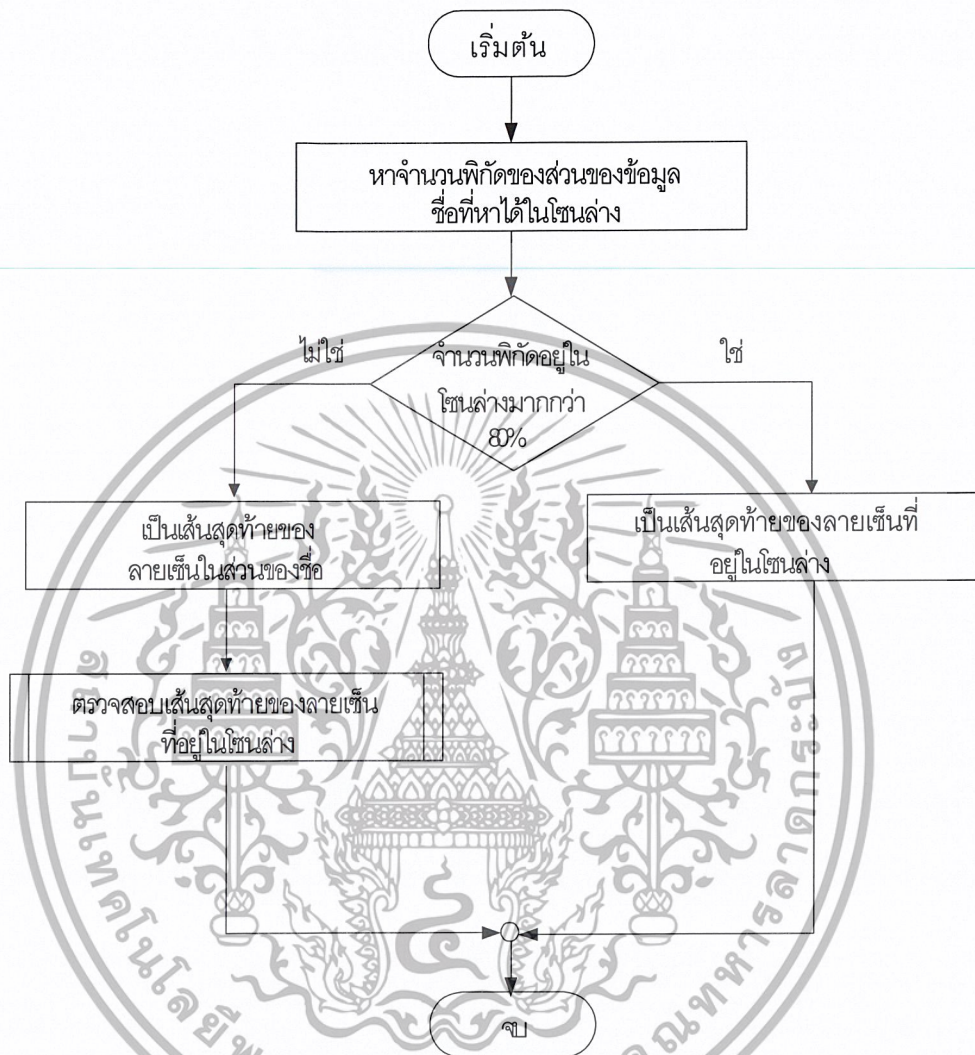 เริ่มต้น
หาจำนวนพิกัดของส่วนของข้อมูล
ชื่อที่หาได้ในโซนล่าง
ไม่ใช่
จำนวนพิกัดอยู่ใน
โซนล่างมากกว่า
80%
ใช่
เป็นเส้นสุดท้ายของ
ลายเซ็นในส่วนของชื่อ
เป็นเส้นสุดท้ายของลายเซ็นที่
อยู่ในโซนล่าง
ตรวจสอบเส้นสุดท้ายของลายเซ็น
ที่อยู่ในโซนล่าง
จบ